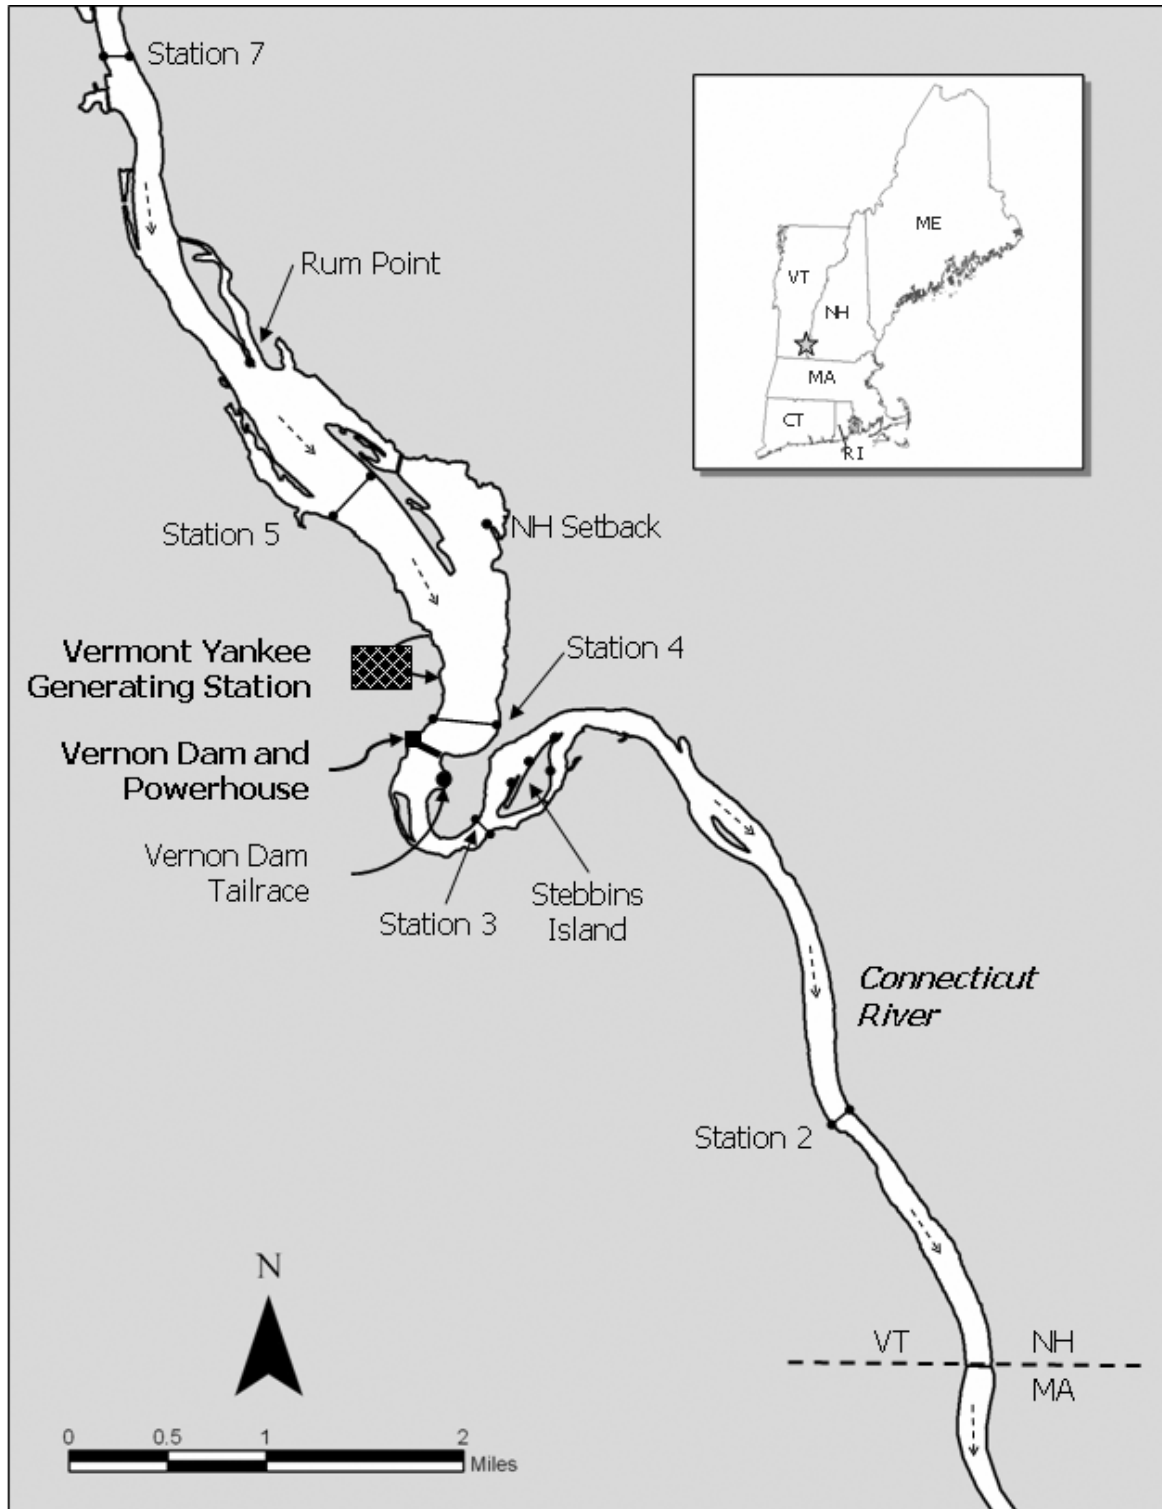 Station 7
ME
Rum Point
VT
NH
MA
CT
RI
Station 5
NH Setback
Vermont Yankee
Generating Station
Station 4
Vernon Dam and
Powerhouse
Vernon Dam
Tailrace
Station 3
Stebbins
Island
Connecticut
River
Station 2
N
VT
NH
MA
0
0.5
1
2
Miles